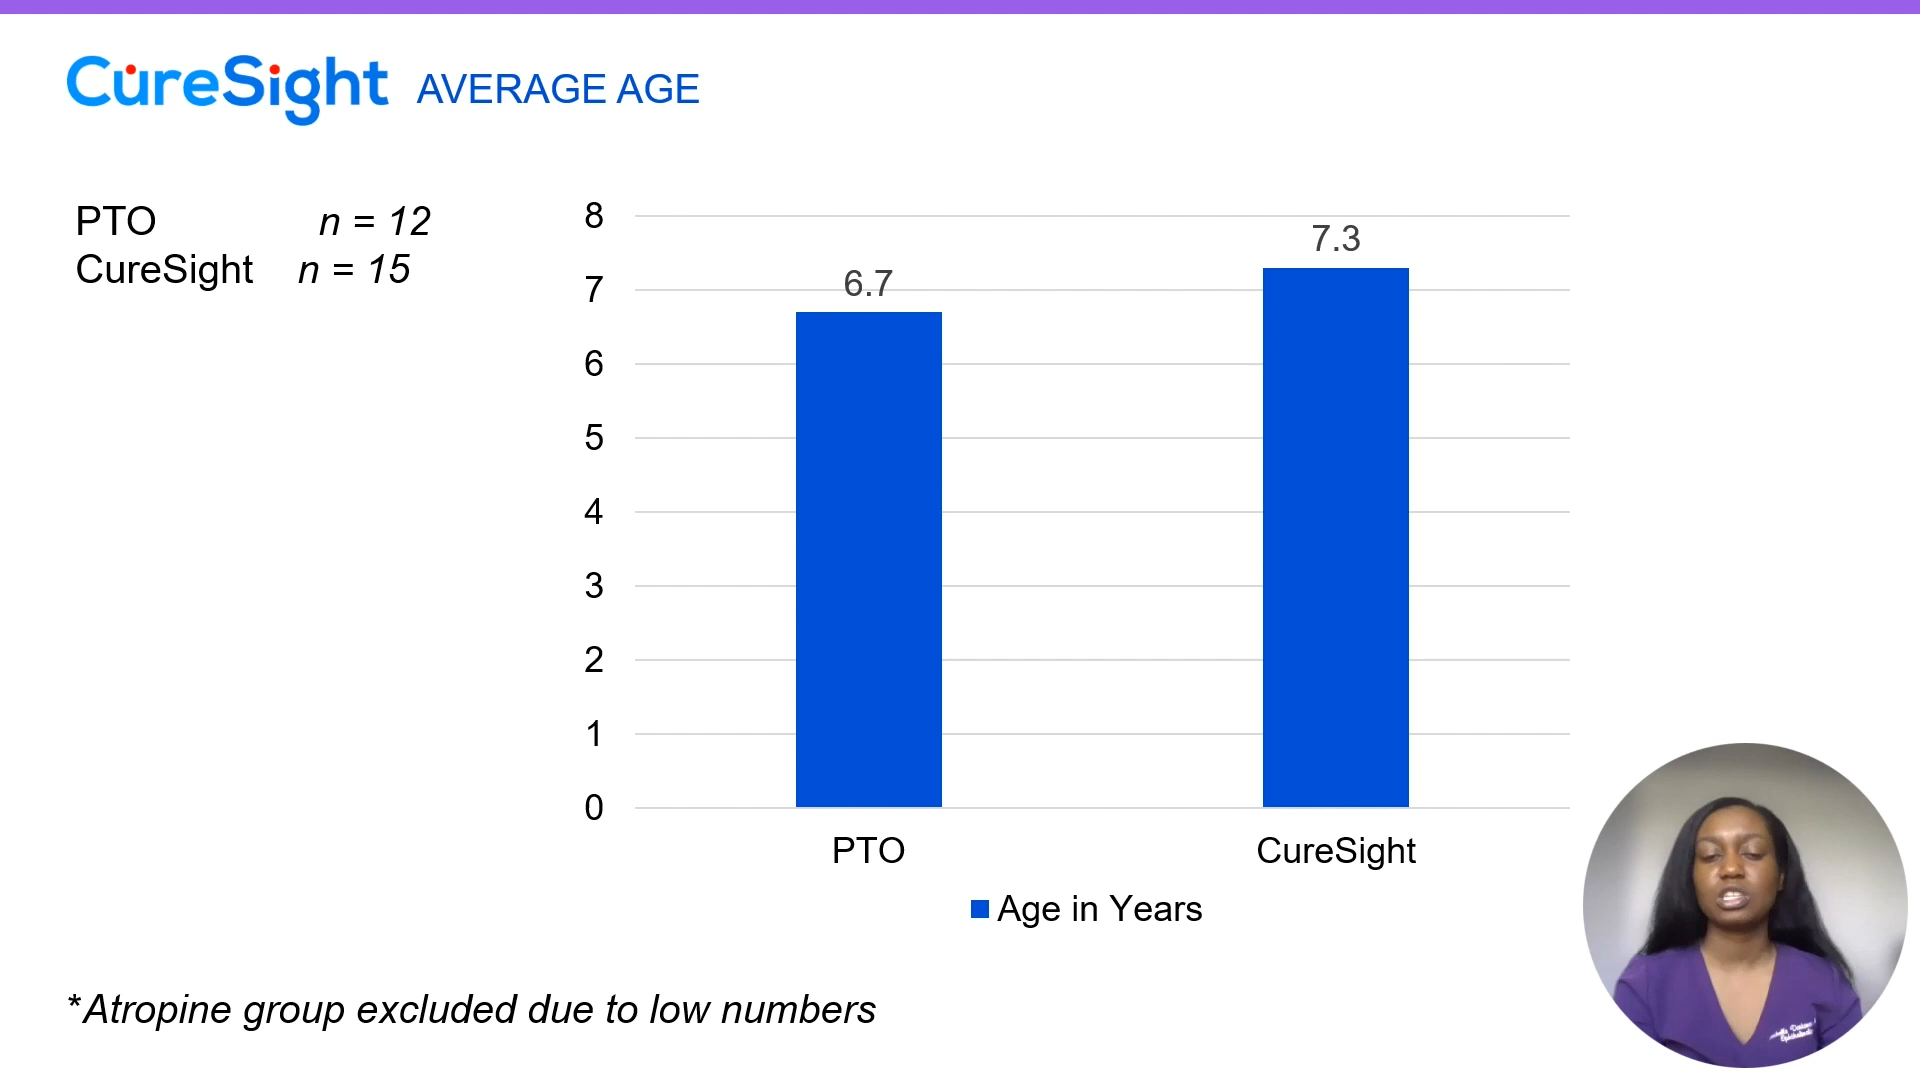 CureSight AVERAGE AGE
PTO n = 12
CureSight n = 15
8
7
6
5
4
3
2
1
0
6.7
7.3
PTO CureSight
Age in Years
*Atropine group excluded due to low numbers